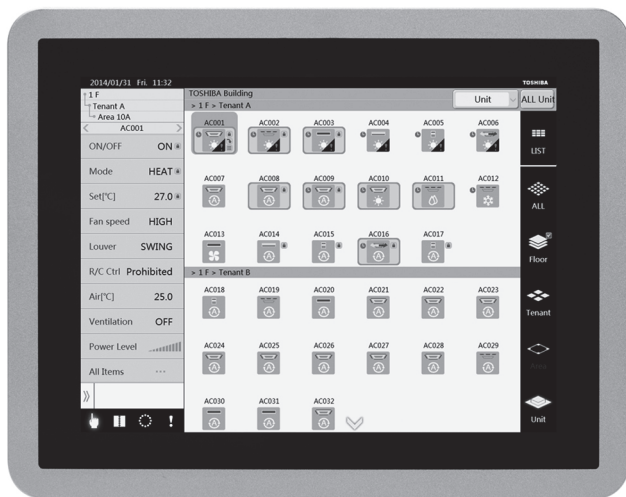 2014/01/31 Fri. 11:32
TOSHIBA
1 F
Tenant A
Area 10A
AC001
ON/OFF ON
Mode HEAT
Set[°C] 27.0
Fan speed HIGH
Louver SWING
R/C Ctrl Prohibited
Air[°C] 25.0
Ventilation OFF
Power Level
All Items ...
TOSHIBA Building
> 1 F > Tenant A
Unit
ALL Unit
AC001 AC002 AC003 AC004 AC005 AC006
AC007 AC008 AC009 AC010 AC011 AC012
AC013 AC014 AC015 AC016 AC017
> 1 F > Tenant B
AC018 AC019 AC020 AC021 AC022 AC023
AC024 AC025 AC026 AC027 AC028 AC029
AC030 AC031 AC032
LIST
ALL
Floor
Tenant
Area
Unit